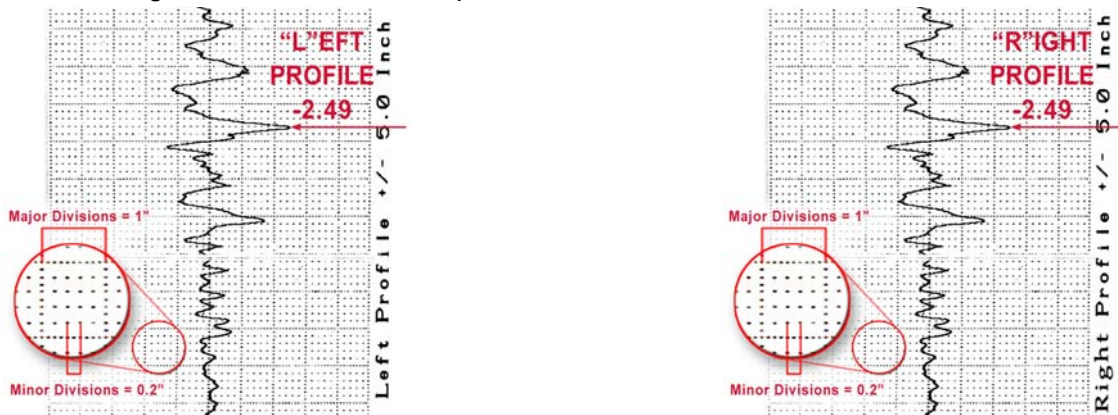 "L"EFT
PROFILE
-2.49
Left Profile +/- 5.0 Inch
Major Divisions = 1"
Minor Divisions = 0.2"
"R"IGHT
PROFILE
-2.49
Right Profile +/- 5.0 Inch
Major Divisions = 1"
Minor Divisions = 0.2"